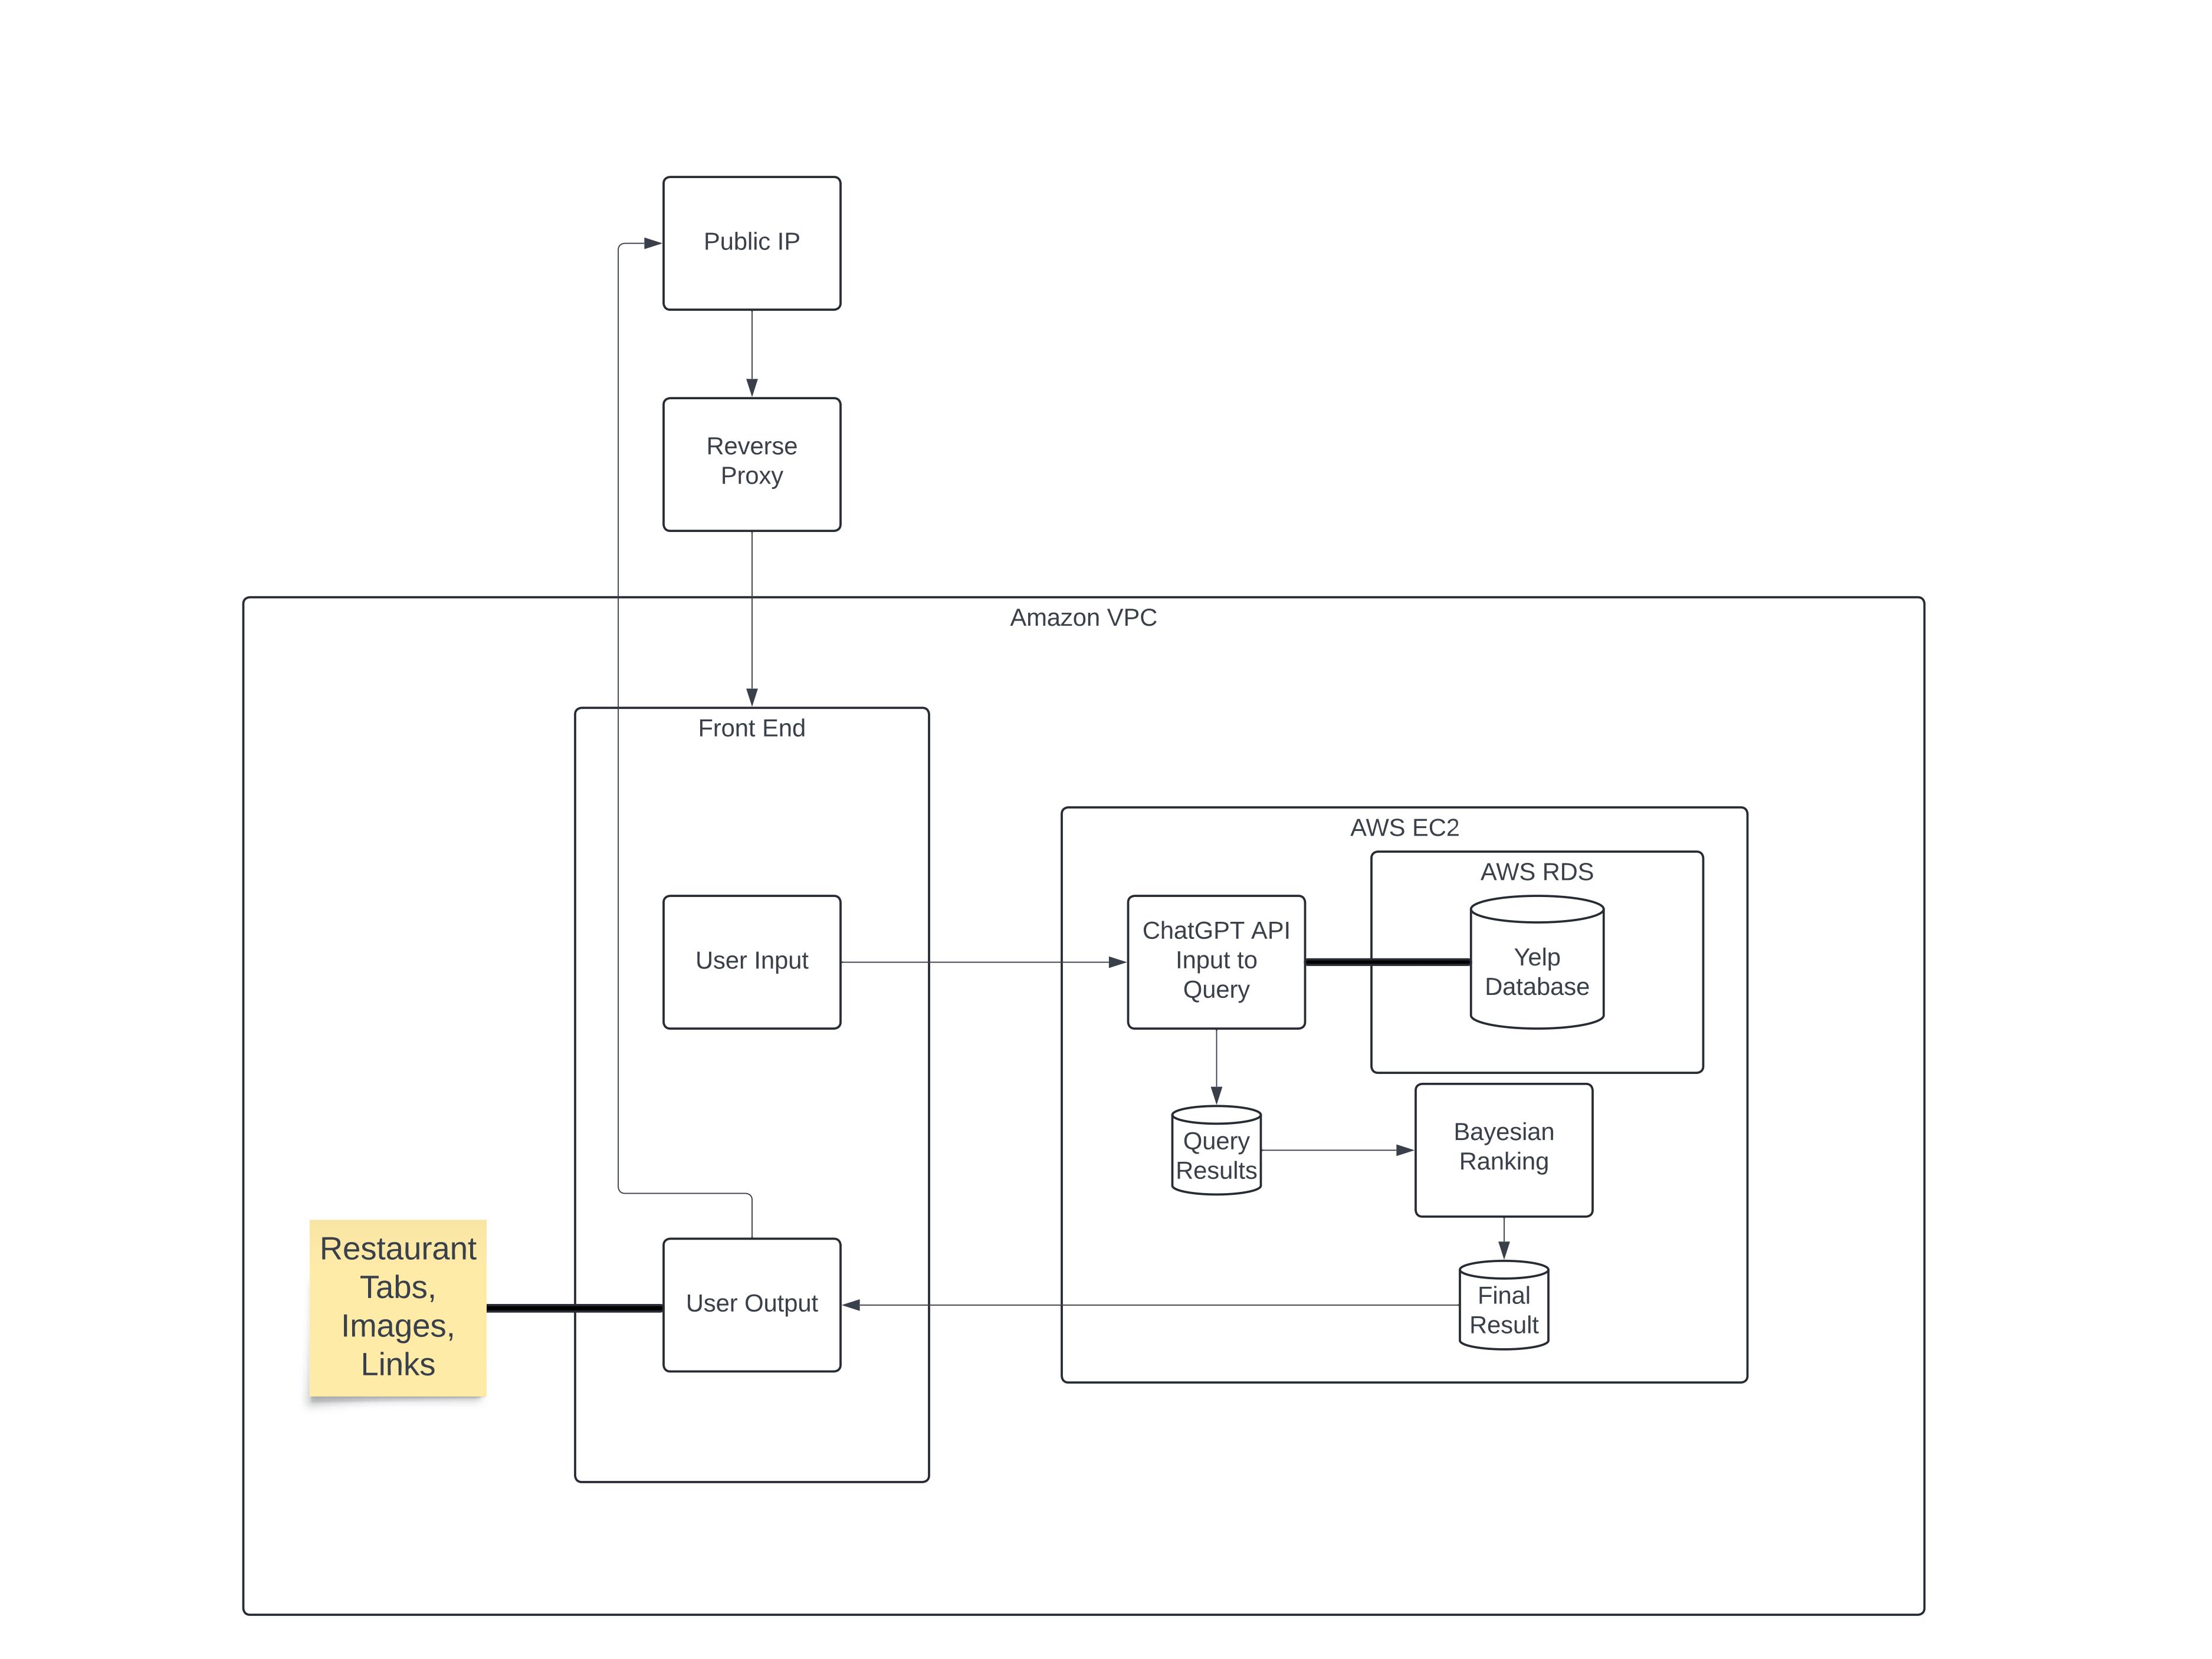 Public IP
Reverse
Proxy
Amazon VPC
Front End
AWS EC2
AWS RDS
User Input
ChatGPT API
Input to
Query
Yelp
Database
Query
Results
Bayesian
Ranking
Restaurant
Tabs,
Images,
Links
User Output
Final
Result